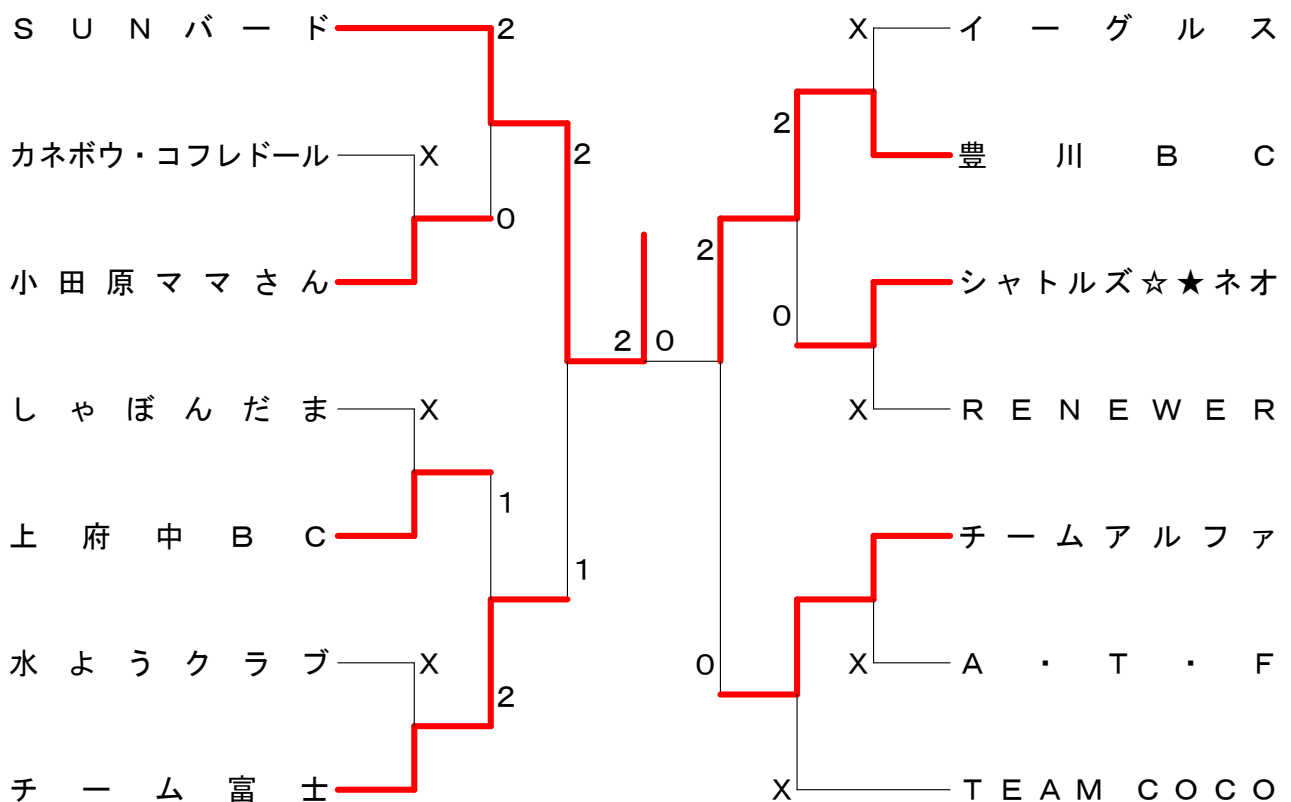 SUNバード 2 X イーグルス
2 2
カネボウ・コフレドール X 豊川BC
0 2
小田原ママさん シャトルズ☆★ネオ
0
2 0
しゃぼんだま X X RENEWER
1
上府中BC チームアルファ
1
水ようクラブ X 0 X A・T・F
2
チーム富士 X TEAM COCO